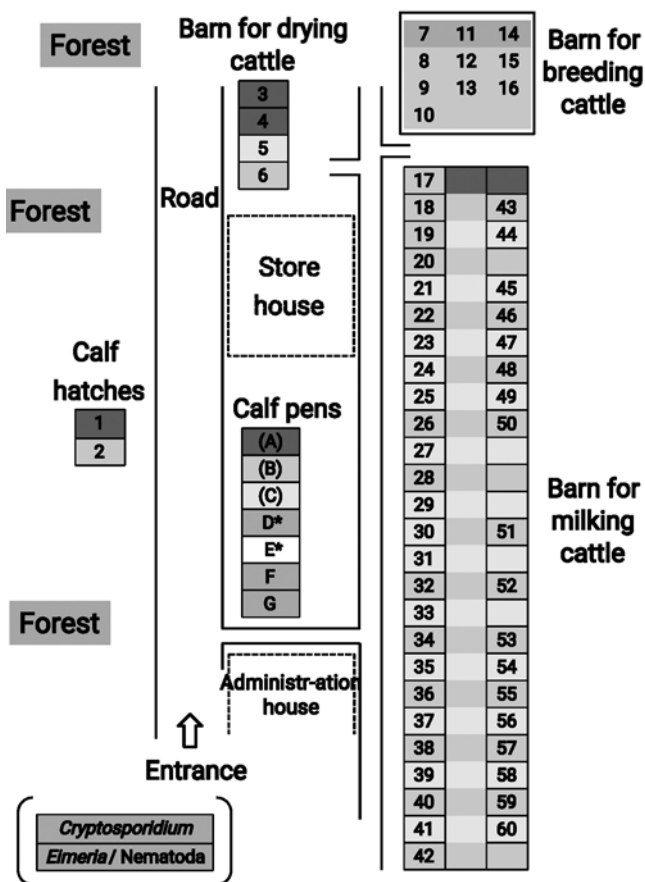 Forest
Barn for drying
cattle
3
4
5
6
7 11 14
8 12 15
9 13 16
10
Barn for
breeding
cattle
Forest
Road
Store
house
Calf
hatches
1
2
Calf pens
(A)
(B)
(C)
D*
E*
F
G
17
18 43
19 44
20
21 45
22 46
23 47
24 48
25 49
26 50
27
28
29
30 51
31
32 52
33
34 53
35 54
36 55
37 56
38 57
39 58
40 59
41 60
42
Barn for
milking
cattle
Forest
Administr-ation
house
Entrance
Cryptosporidium
Eimeria/ Nematoda